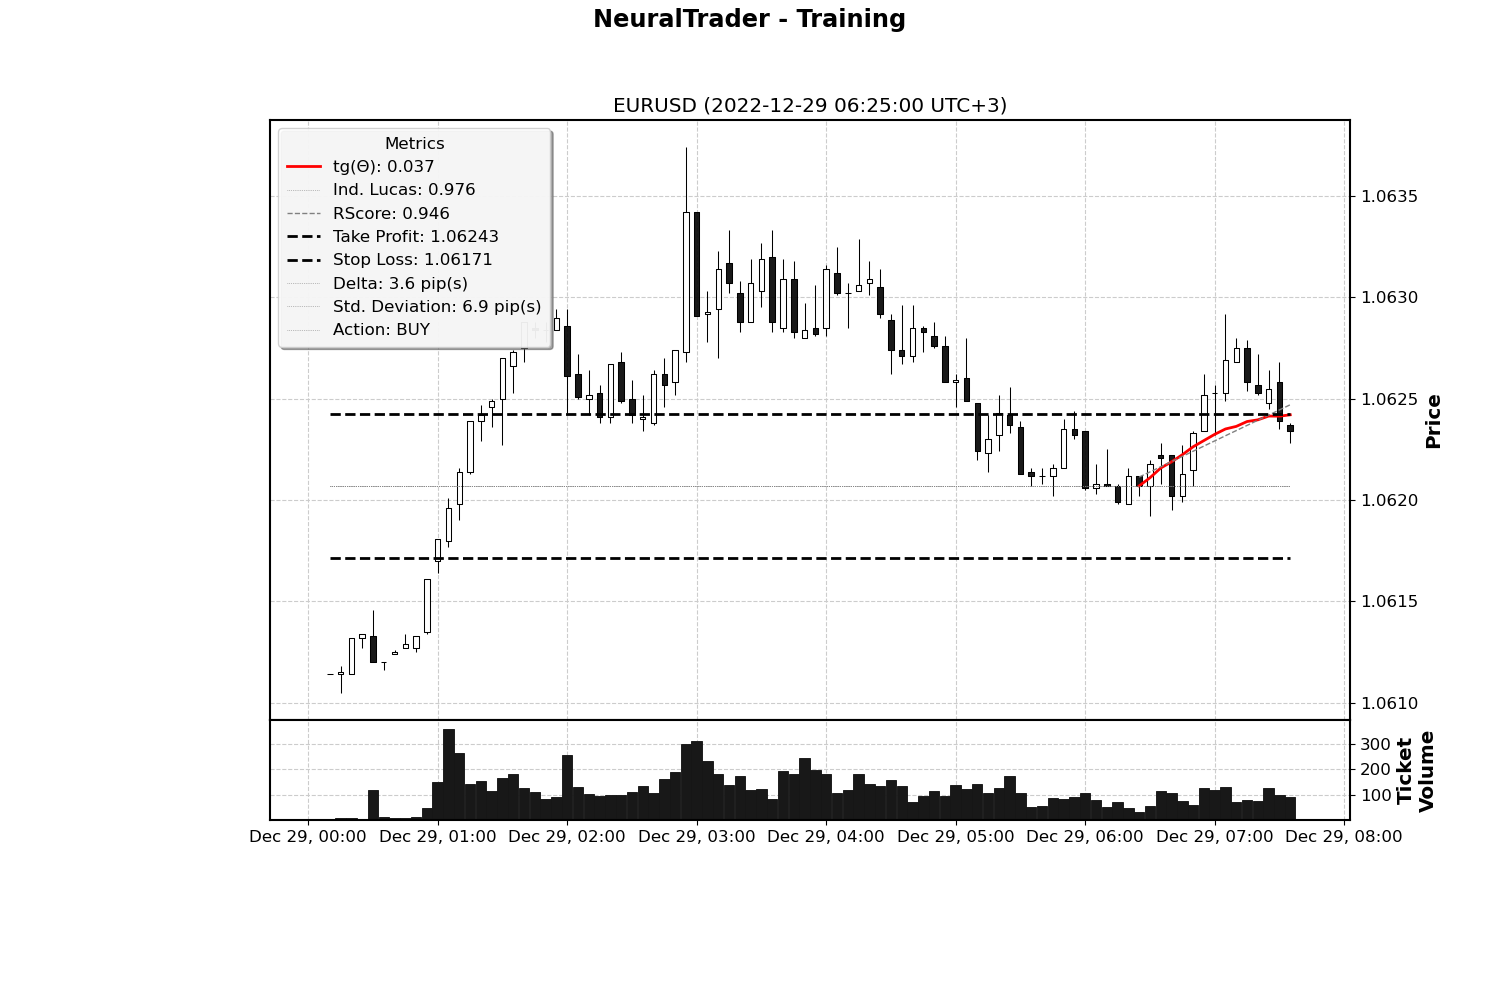 NeuralTrader - Training
EURUSD (2022-12-29 06:25:00 UTC+3)
Metrics
tg(Θ): 0.037
Ind. Lucas: 0.976
RScore: 0.946
Take Profit: 1.06243
Stop Loss: 1.06171
Delta: 3.6 pip(s)
Std. Deviation: 6.9 pip(s)
Action: BUY
1.0635
1.0630
1.0625
1.0620
1.0615
1.0610
Price
300
200
100
Ticket
Volume
Dec 29, 00:00 Dec 29, 01:00 Dec 29, 02:00 Dec 29, 03:00 Dec 29, 04:00 Dec 29, 05:00 Dec 29, 06:00 Dec 29, 07:00 Dec 29, 08:00